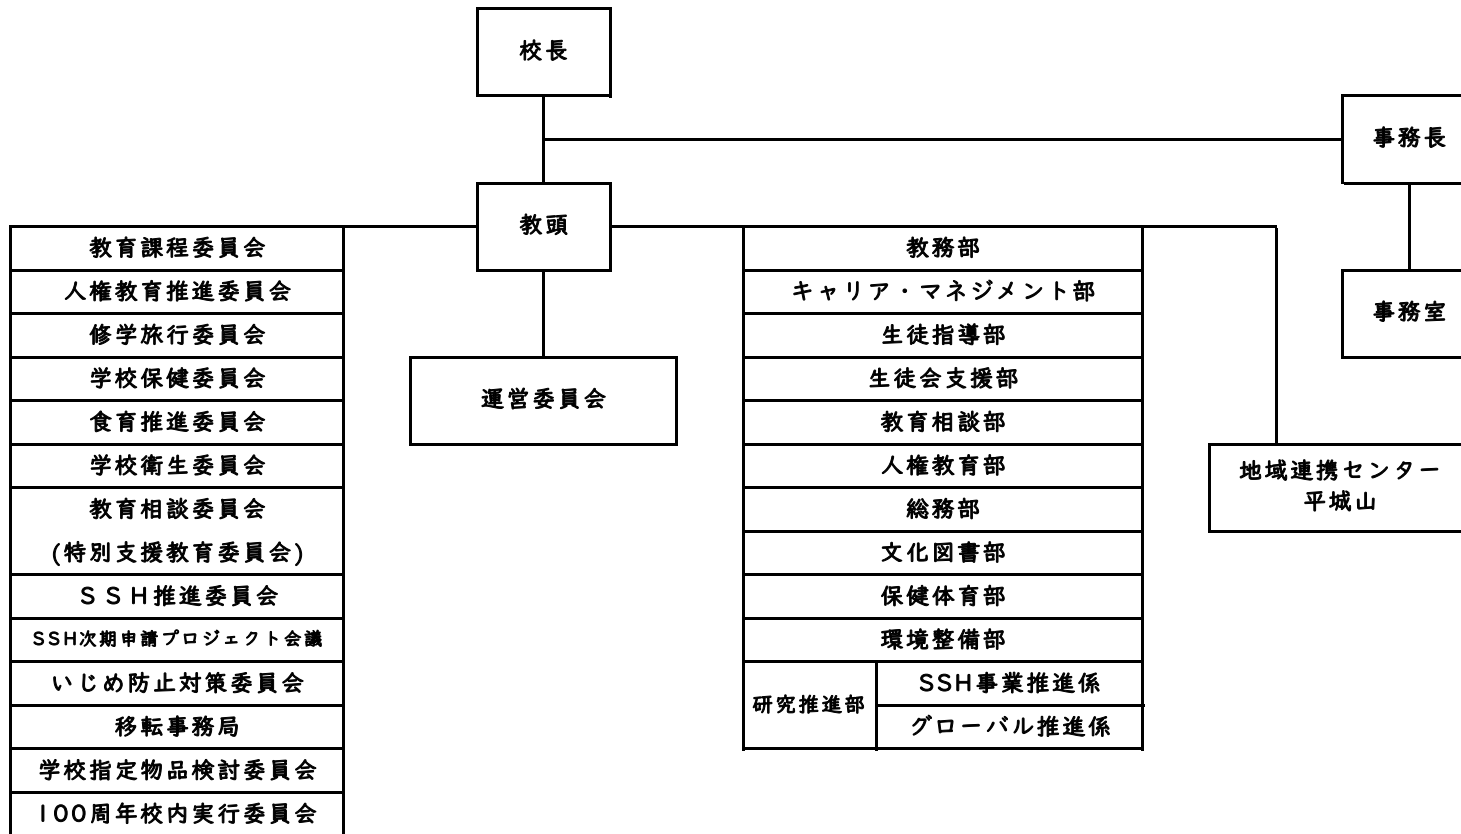 校長
事務長
教頭
事務室
運営委員会
教育課程委員会
人権教育推進委員会
修学旅行委員会
学校保健委員会
食育推進委員会
学校衛生委員会
教育相談委員会
(特別支援教育委員会)
ＳＳＨ推進委員会
SSH次期申請プロジェクト会議
いじめ防止対策委員会
移転事務局
学校指定物品検討委員会
100周年校内実行委員会
教務部
キャリア・マネジメント部
生徒指導部
生徒会支援部
教育相談部
人権教育部
総務部
文化図書部
保健体育部
環境整備部
研究推進部
SSH事業推進係
グローバル推進係
地域連携センター
平城山